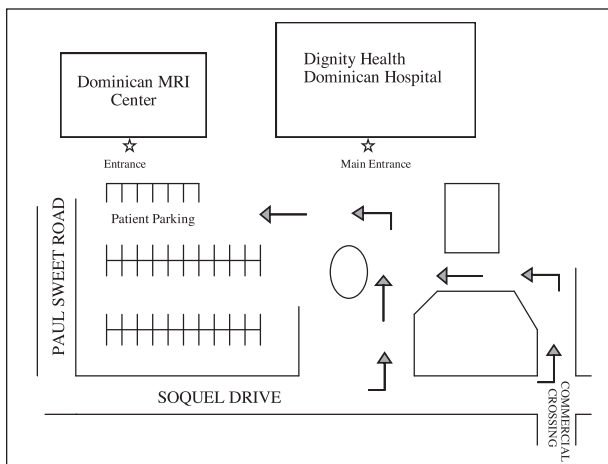 Dominican MRI
Center
Dignity Health
Dominican Hospital
Entrance
Main Entrance
Patient Parking
PAUL SWEET ROAD
SOQUEL DRIVE
COMMERCIAL
CROSSING